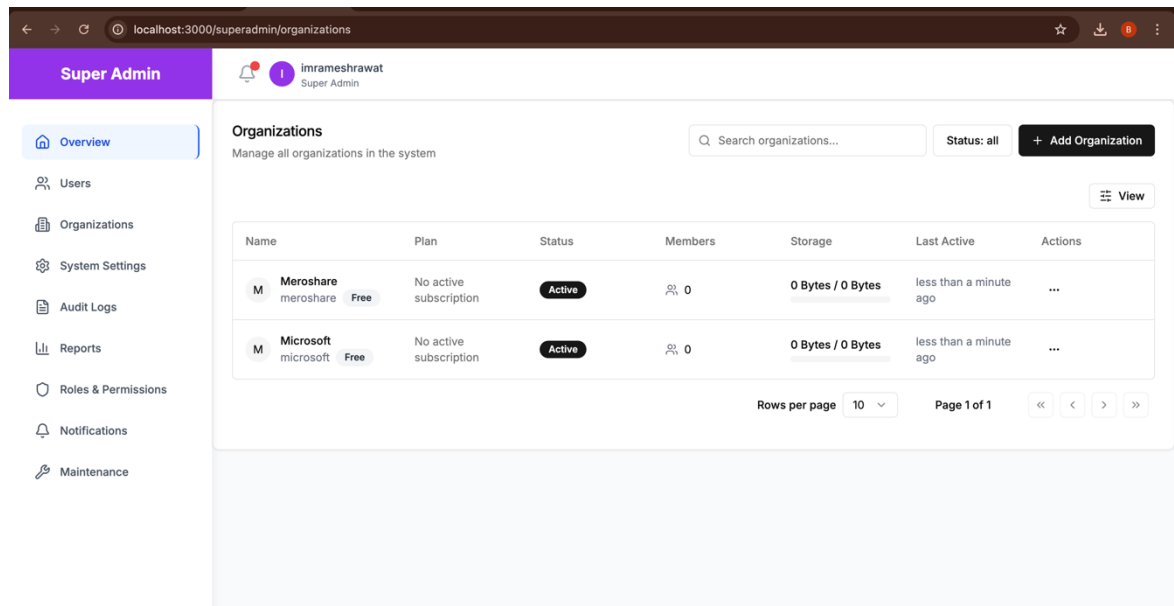 localhost:3000/superadmin/organizations
B
Super Admin
I
imrameshrawat
Super Admin
Overview
Users
Organizations
System Settings
Audit Logs
Reports
Roles & Permissions
Notifications
Maintenance
Organizations
Manage all organizations in the system
Search organizations...
Status: all
+ Add Organization
View
Name Plan Status Members Storage Last Active Actions
M
Meroshare
meroshare Free
No active
subscription
Active
0
0 Bytes / 0 Bytes
less than a minute
ago
...
M
Microsoft
microsoft Free
No active
subscription
Active
0
0 Bytes / 0 Bytes
less than a minute
ago
...
Rows per page 10 Page 1 of 1